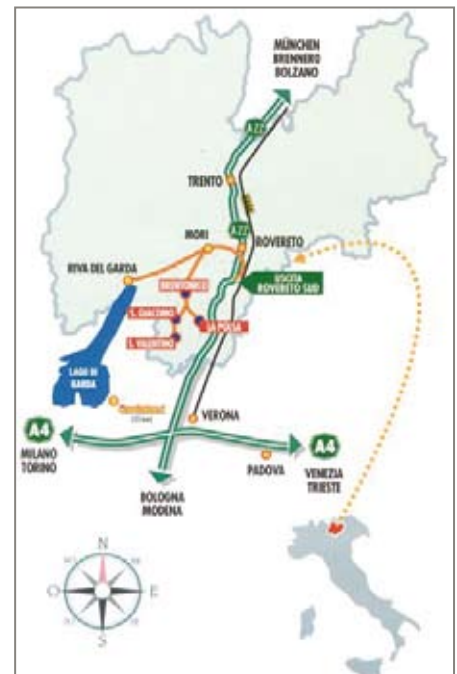 MÜNCHEN
BRENNERO
BOLZANO
A22
TRENTO
A22
MORI
ROVERETO
RIVA DEL GARDA
USCITA
ROVERETO SUD
BRENTONICO
S. GIACOMO
LA POLSA
S. VALENTINO
LAGO DI
GARDA
VERONA
A4
MILANO
TORINO
PADOVA
A4
VENEZIA
TRIESTE
BOLOGNA
MODENA
N
O
E
S